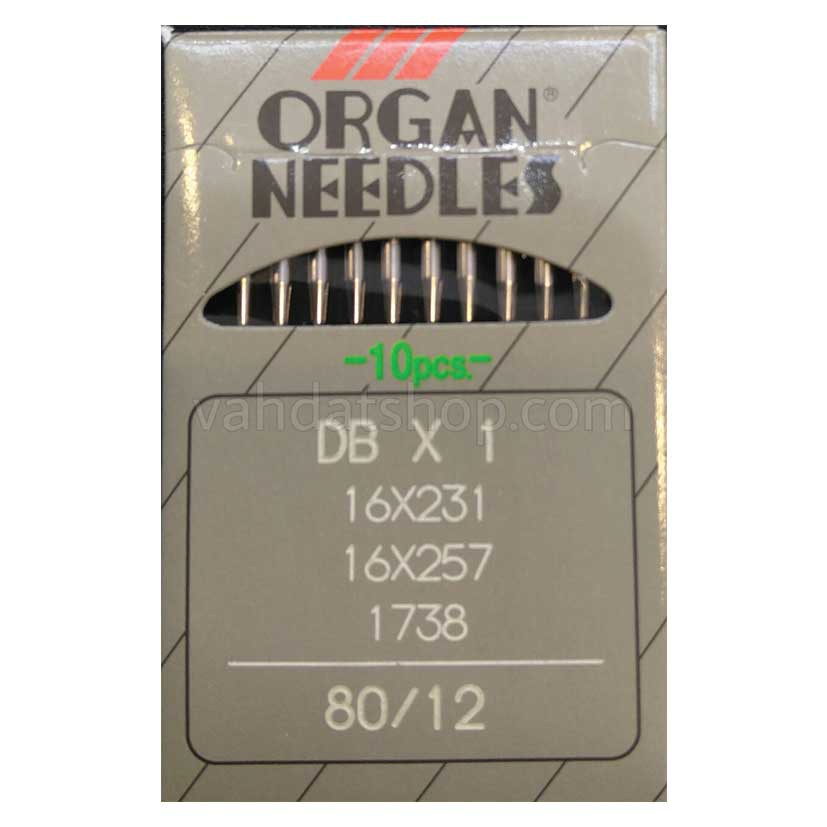 ORGAN®
NEEDLES
-10pcs.-
vahdatshop.com
DB X 1
16X231
16X257
1738
80/12